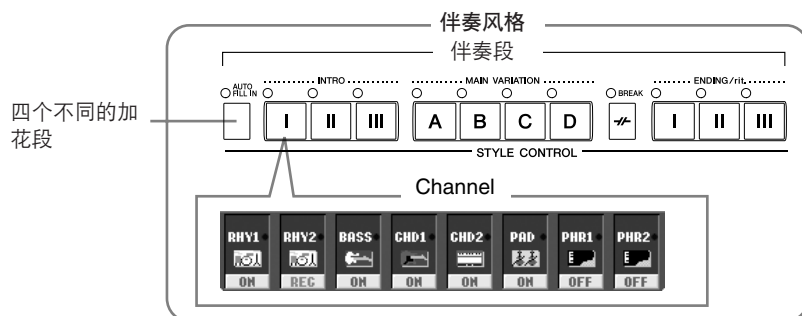 伴奏风格
伴奏段
AUTO FILL IN
INTRO
MAIN VARIATION
BREAK
ENDING/rit.
四个不同的加
花段
I II III A B C D I II III
STYLE CONTROL
Channel
RHY1 RHY2 BASS CHD1 CHD2 PAD PHR1 PHR2
ON REC ON ON ON ON OFF OFF